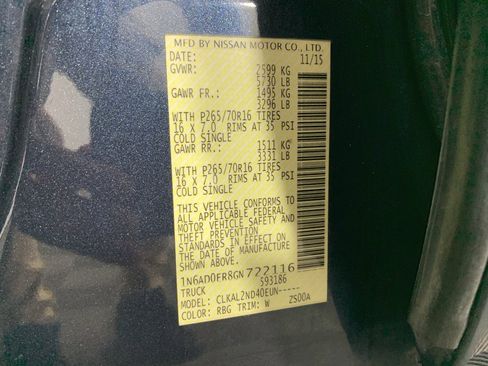 MFD BY NISSAN MOTOR CO., LTD.
DATE: 11/15
GVWR: 2599 KG
5730 LB
GAWR FR.: 1495 KG
3296 LB
WITH P265/70R16 TIRES
16 X 7.0 RIMS AT 35 PSI
COLD SINGLE
GAWR RR.: 1511 KG
3331 LB
WITH P265/70R16 TIRES
16 X 7.0 RIMS AT 35 PSI
COLD SINGLE
THIS VEHICLE CONFORMS TO
ALL APPLICABLE FEDERAL
MOTOR VEHICLE SAFETY AND
THEFT PREVENTION
STANDARDS IN EFFECT ON
THE DATE OF MANUFACTURE
SHOWN ABOVE.
1N6AD0ER8GN722116
TRUCK 593186
MODEL: CLKAL2ND40EUN-----
COLOR: RBG TRIM: W ZS00A